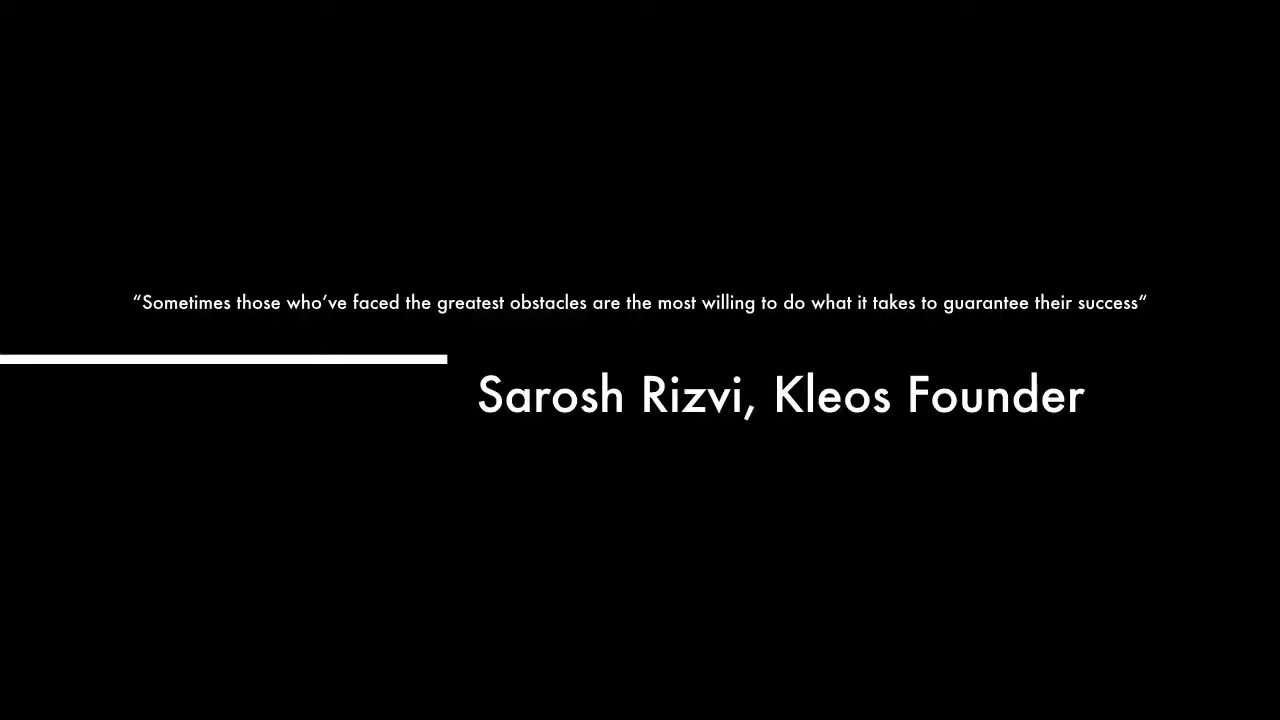 “Sometimes those who’ve faced the greatest obstacles are the most willing to do what it takes to guarantee their success“
Sarosh Rizvi, Kleos Founder